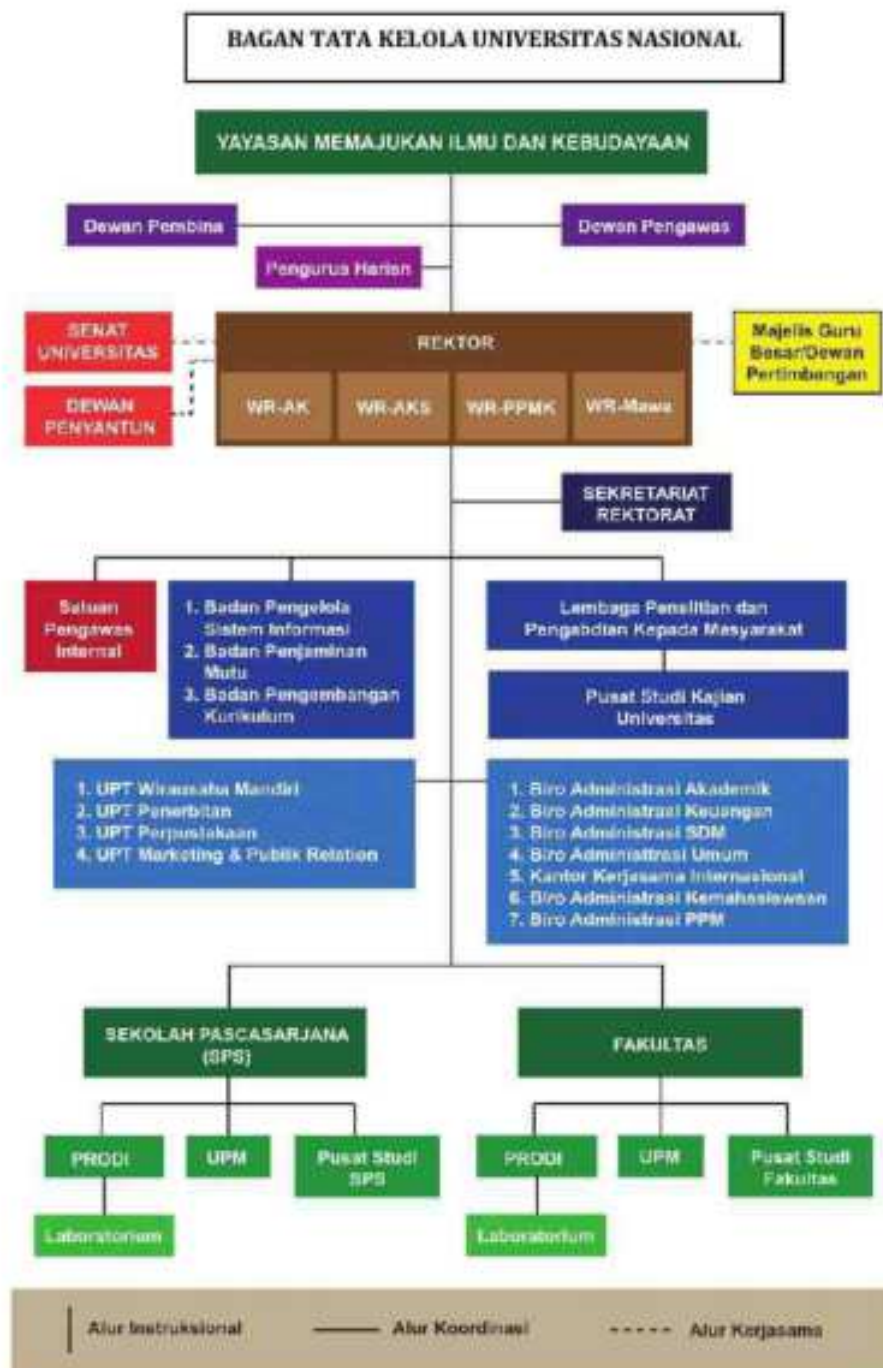 BAGAN TATA KELOLA UNIVERSITAS NASIONAL
YAYASAN MEMAJUKAN ILMU DAN KEBUDAYAAN
Dewan Pembina
Dewan Pengawas
Pengurus Harian
SENAT
UNIVERSITAS
REKTOR
Majelis Guru
Besar/Dewan
Pertimbangan
DEWAN
PENYANTUN
WR-AK
WR-AKS
WR-PPMK
WR-Mawa
SEKRETARIAT
REKTORAT
Satuan
Pengawas
Internal
1. Badan Pengelola
Sistem Informasi
2. Badan Penjaminan
Mutu
3. Badan Pengembangan
Kurikulum
Lembaga Penelitian dan
Pengabdian Kepada Masyarakat
Pusat Studi Kajian
Universitas
1. UPT Wirausaha Mandiri
2. UPT Penerbitan
3. UPT Perpustakaan
4. UPT Marketing & Publik Relation
1. Biro Administrasi Akademik
2. Biro Administrasi Keuangan
3. Biro Administrasi SDM
4. Biro Administtrasi Umum
5. Kantor Kerjasama Internasional
6. Biro Administrasi Kemahasiswaan
7. Biro Administrasi PPM
SEKOLAH PASCASARJANA
(SPS)
FAKULTAS
PRODI
UPM
Pusat Studi
SPS
PRODI
UPM
Pusat Studi
Fakultas
Laboratorium
Laboratorium
Alur Instruksional
Alur Koordinasi
Alur Kerjasama